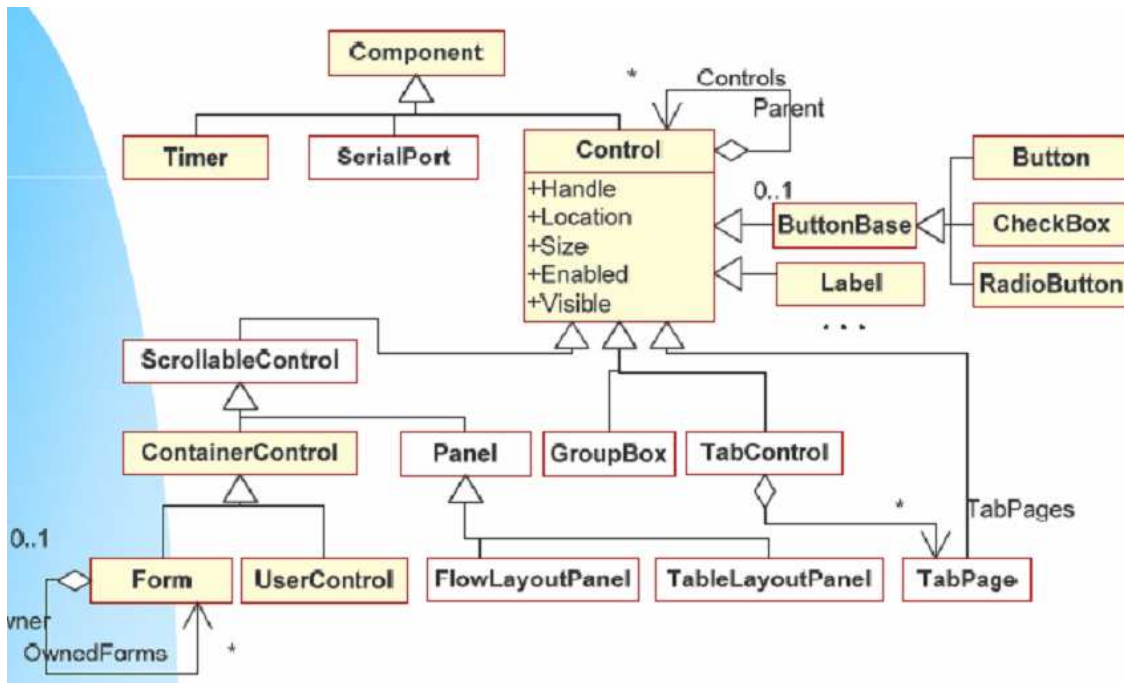 Component
*
Controls
Parent
Timer
SerialPort
Control
+Handle
+Location
+Size
+Enabled
+Visible
0..1
ButtonBase
Button
CheckBox
RadioButton
Label
...
ScrollableControl
ContainerControl
Panel
GroupBox
TabControl
*
TabPages
0..1
Form
UserControl
FlowLayoutPanel
TableLayoutPanel
TabPage
wner
OwnedFarms
*